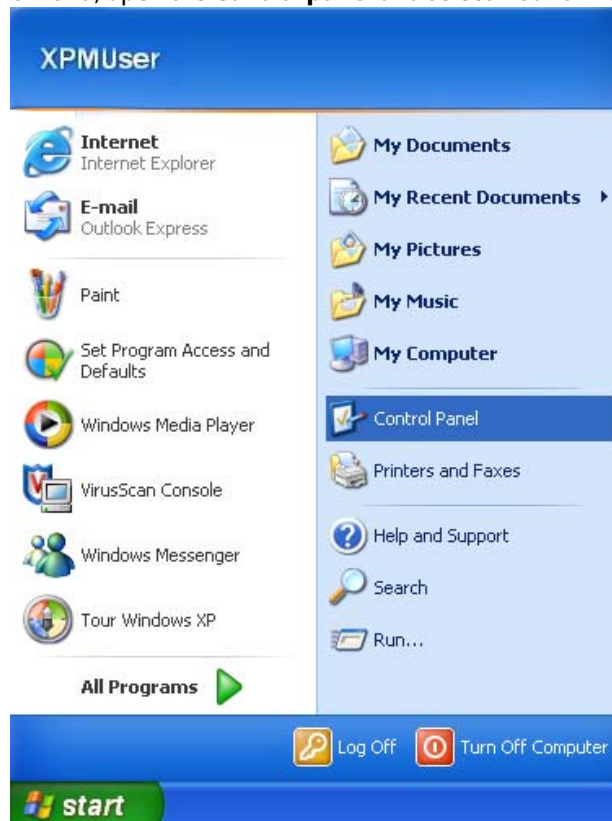 XPMUser
Internet
Internet Explorer
E-mail
Outlook Express
Paint
Set Program Access and
Defaults
Windows Media Player
VirusScan Console
Windows Messenger
Tour Windows XP
All Programs
My Documents
My Recent Documents
My Pictures
My Music
My Computer
Control Panel
Printers and Faxes
Help and Support
Search
Run...
Log Off
Turn Off Computer
start